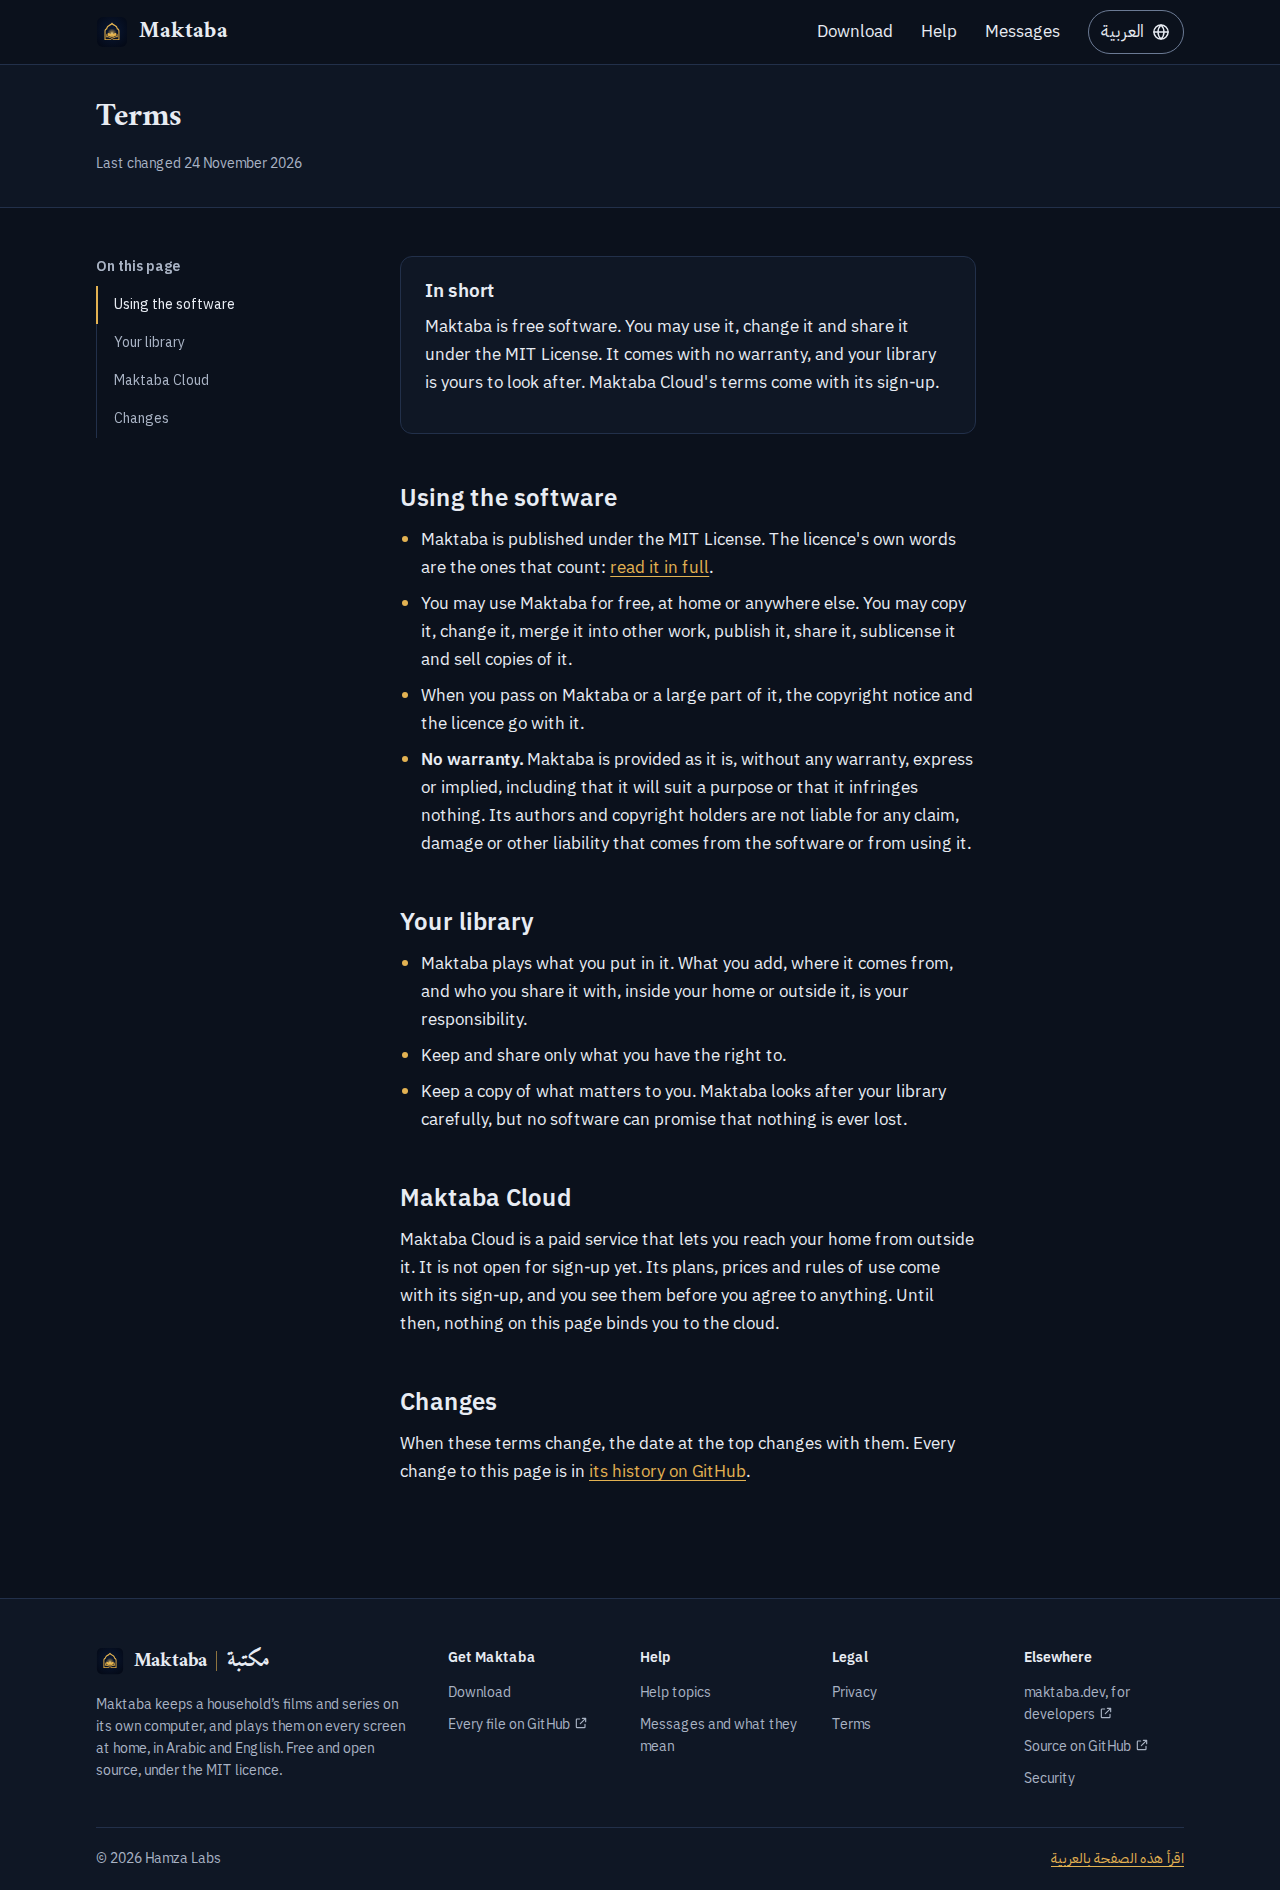 Maktaba
Download
Help
Messages
العربية
Terms
Last changed 24 November 2026
On this page
Using the software
Your library
Maktaba Cloud
Changes
In short
Maktaba is free software. You may use it, change it and share it
under the MIT License. It comes with no warranty, and your library
is yours to look after. Maktaba Cloud's terms come with its sign-up.
Using the software
Maktaba is published under the MIT License. The licence's own words
are the ones that count: read it in full.
You may use Maktaba for free, at home or anywhere else. You may copy
it, change it, merge it into other work, publish it, share it, sublicense it
and sell copies of it.
When you pass on Maktaba or a large part of it, the copyright notice and
the licence go with it.
No warranty. Maktaba is provided as it is, without any warranty, express
or implied, including that it will suit a purpose or that it infringes
nothing. Its authors and copyright holders are not liable for any claim,
damage or other liability that comes from the software or from using it.
Your library
Maktaba plays what you put in it. What you add, where it comes from,
and who you share it with, inside your home or outside it, is your
responsibility.
Keep and share only what you have the right to.
Keep a copy of what matters to you. Maktaba looks after your library
carefully, but no software can promise that nothing is ever lost.
Maktaba Cloud
Maktaba Cloud is a paid service that lets you reach your home from outside
it. It is not open for sign-up yet. Its plans, prices and rules of use come
with its sign-up, and you see them before you agree to anything. Until
then, nothing on this page binds you to the cloud.
Changes
When these terms change, the date at the top changes with them. Every
change to this page is in its history on GitHub.
Maktaba | مكتبة
Maktaba keeps a household’s films and series on
its own computer, and plays them on every screen
at home, in Arabic and English. Free and open
source, under the MIT licence.
Get Maktaba
Download
Every file on GitHub
Help
Help topics
Messages and what they
mean
Legal
Privacy
Terms
Elsewhere
maktaba.dev, for
developers
Source on GitHub
Security
© 2026 Hamza Labs
اقرأ هذه الصفحة بالعربية